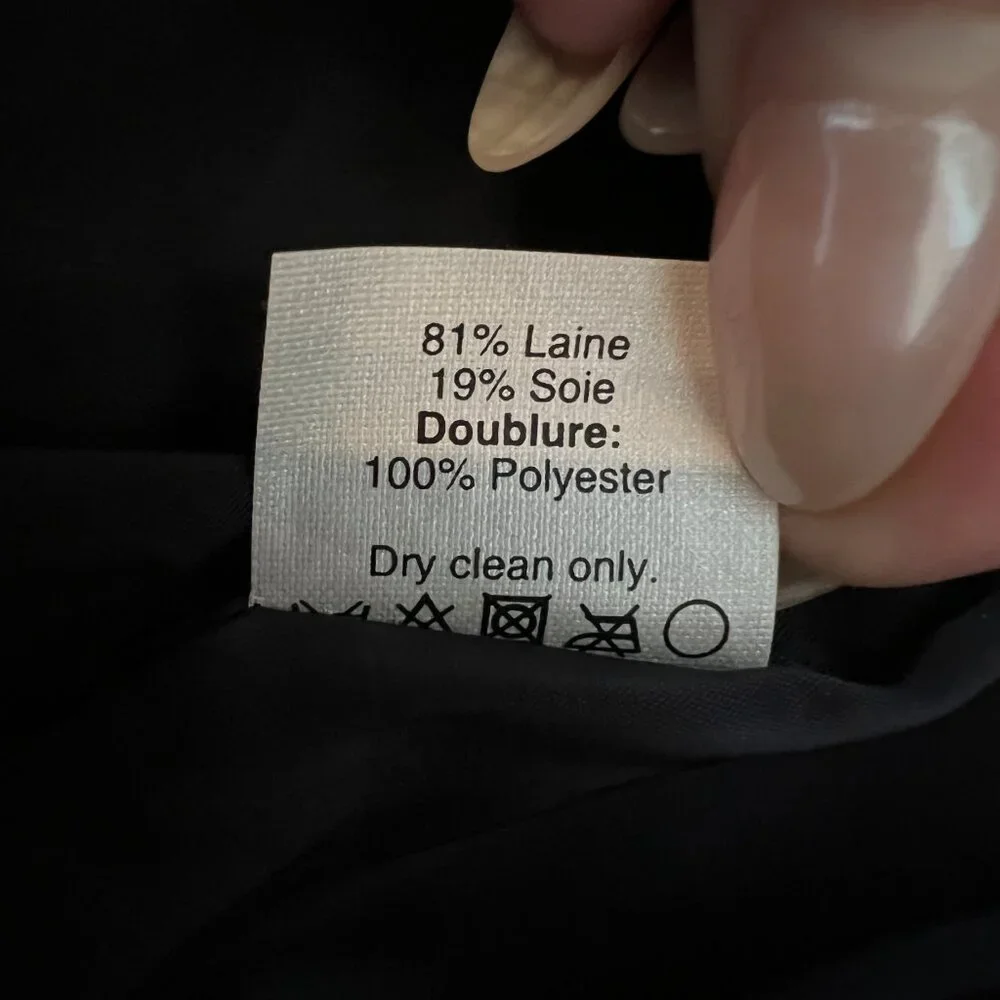 81% Laine
19% Soie
Doublure:
100% Polyester
Dry clean only.